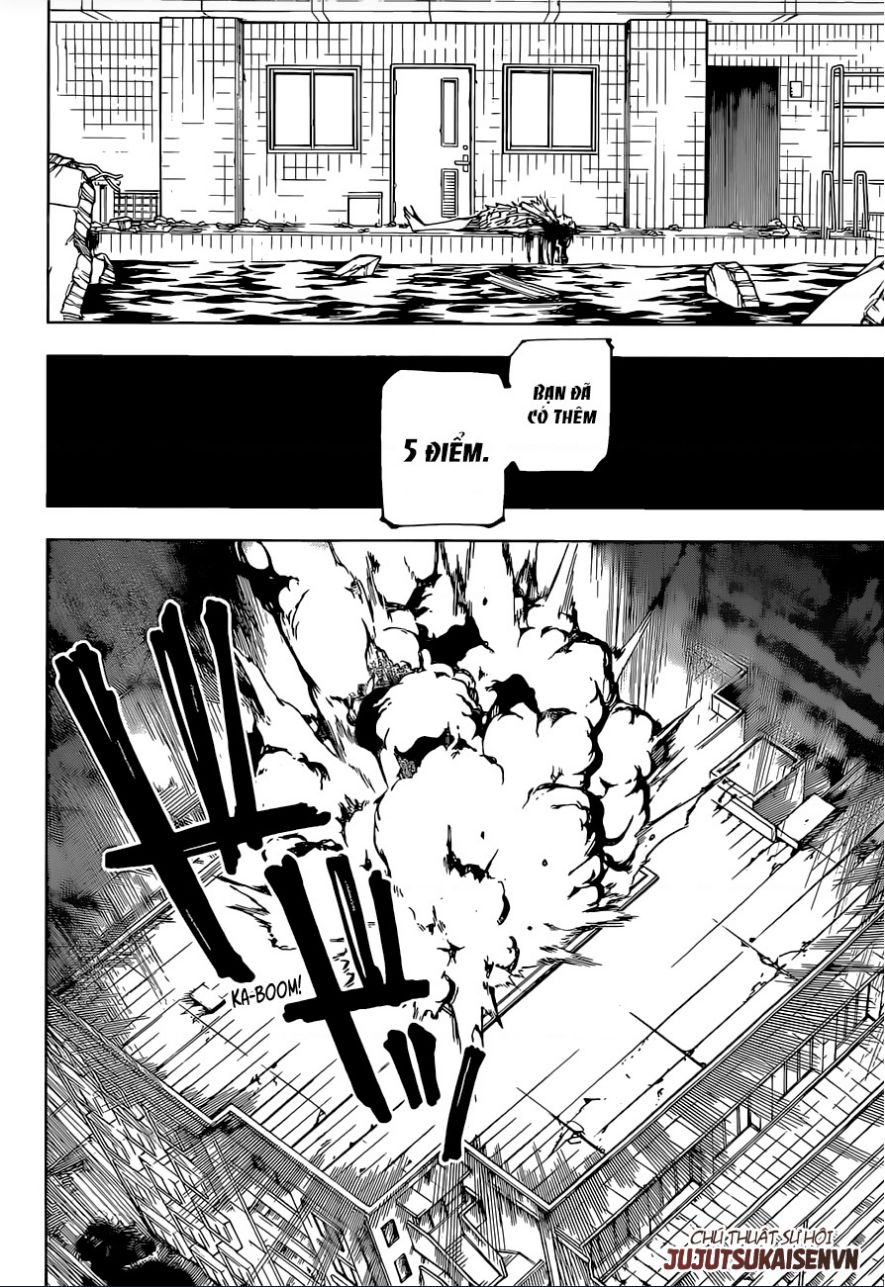 BẠN ĐÃ
CÓ THÊM
5 ĐIỂM.
KA-BOOM!
CHÚ THUẬT SƯ HỒI
JUJUTSUKAISENVN